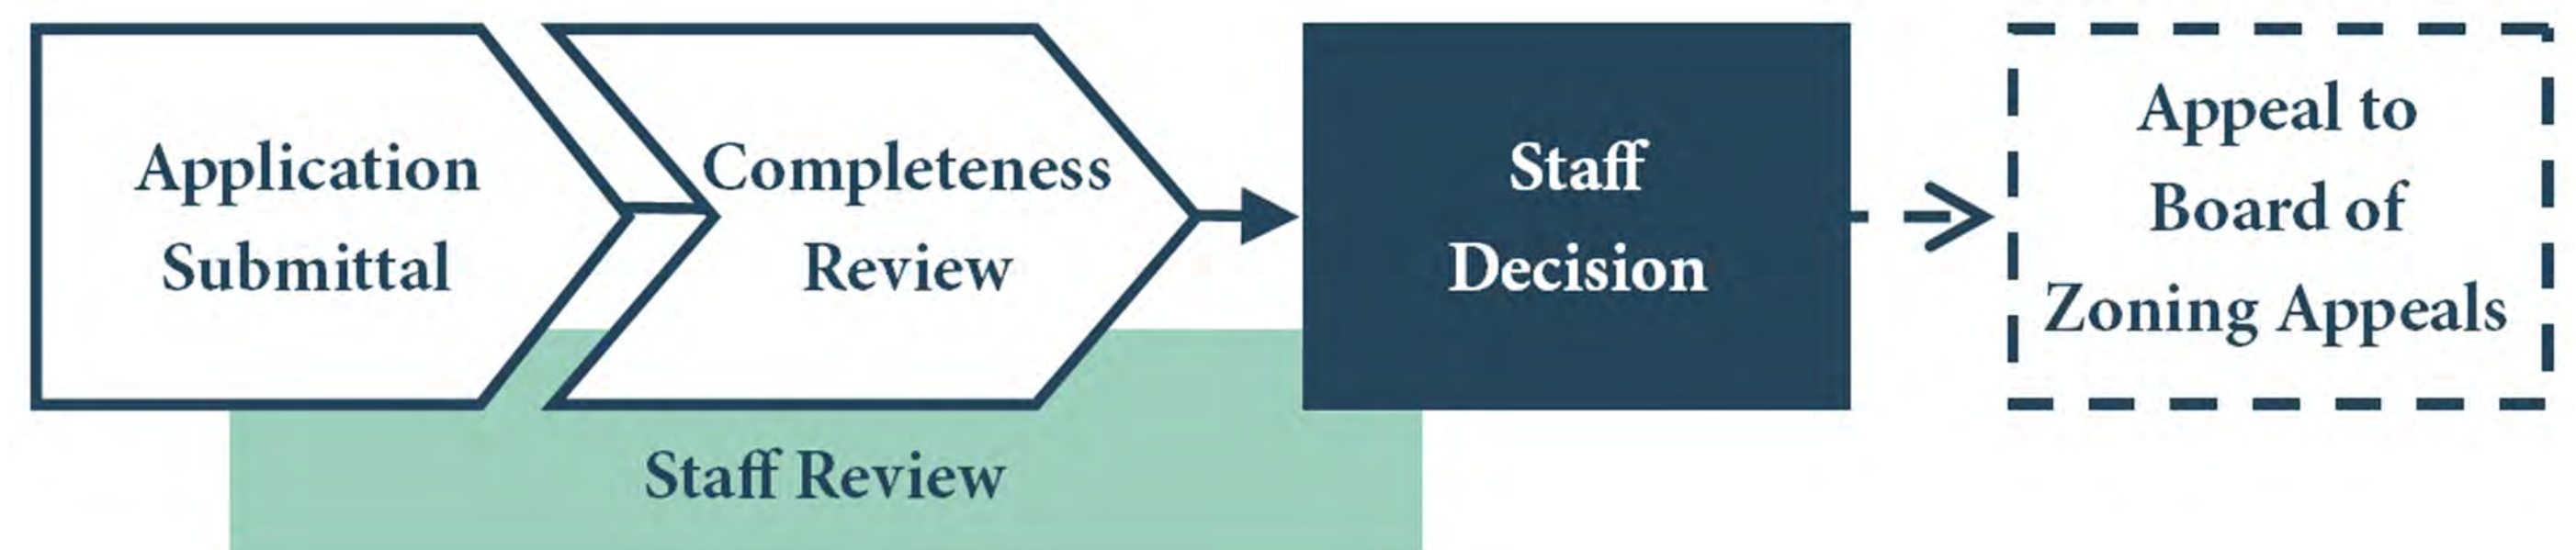 Application
Submittal
Completeness
Review
Staff
Decision
Appeal to
Board of
Zoning Appeals
Staff Review